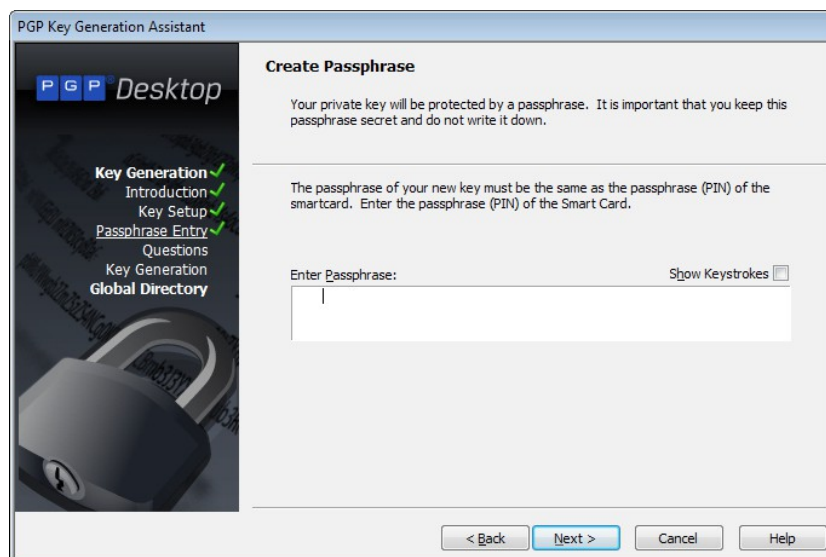 PGP Key Generation Assistant
PGP® Desktop
Key Generation
Introduction
Key Setup
Passphrase Entry
Questions
Key Generation
Global Directory
Create Passphrase
Your private key will be protected by a passphrase. It is important that you keep this
passphrase secret and do not write it down.
The passphrase of your new key must be the same as the passphrase (PIN) of the
smartcard. Enter the passphrase (PIN) of the Smart Card.
Enter Passphrase:
Show Keystrokes
< Back
Next >
Cancel
Help